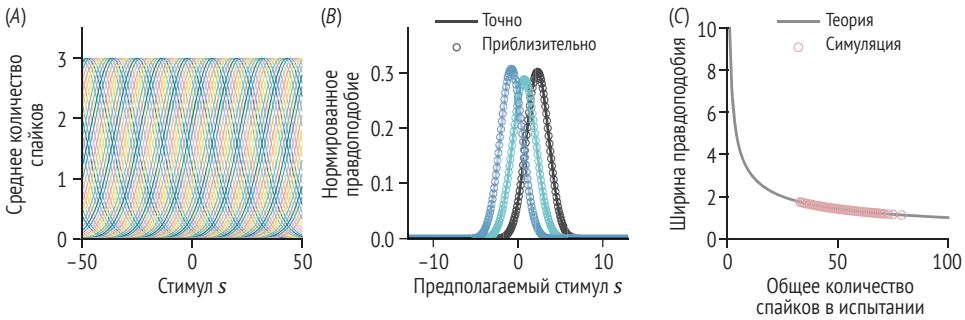 (A)
Среднее количество
спайков
3
2
1
0
–50
0
50
Стимул s
(B)
Точно
Приблизительно
Нормированное
правдоподобие
0.3
0.2
0.1
0.0
–10
0
10
Предполагаемый стимул s
(C)
Теория
Симуляция
Ширина правдоподобия
10
8
6
4
2
0
0
50
100
Общее количество
спайков в испытании